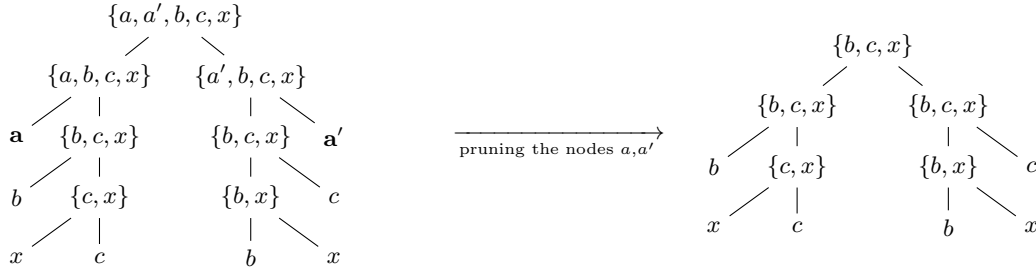 {a, a′, b, c, x}
{b, c, x}
{a, b, c, x} {a′, b, c, x}
{b, c, x} {b, c, x}
a {b, c, x} {b, c, x} a′
pruning the nodes a,a′
b {c, x} {b, x} c
b {c, x} {b, x} c
x c b x
x c b x